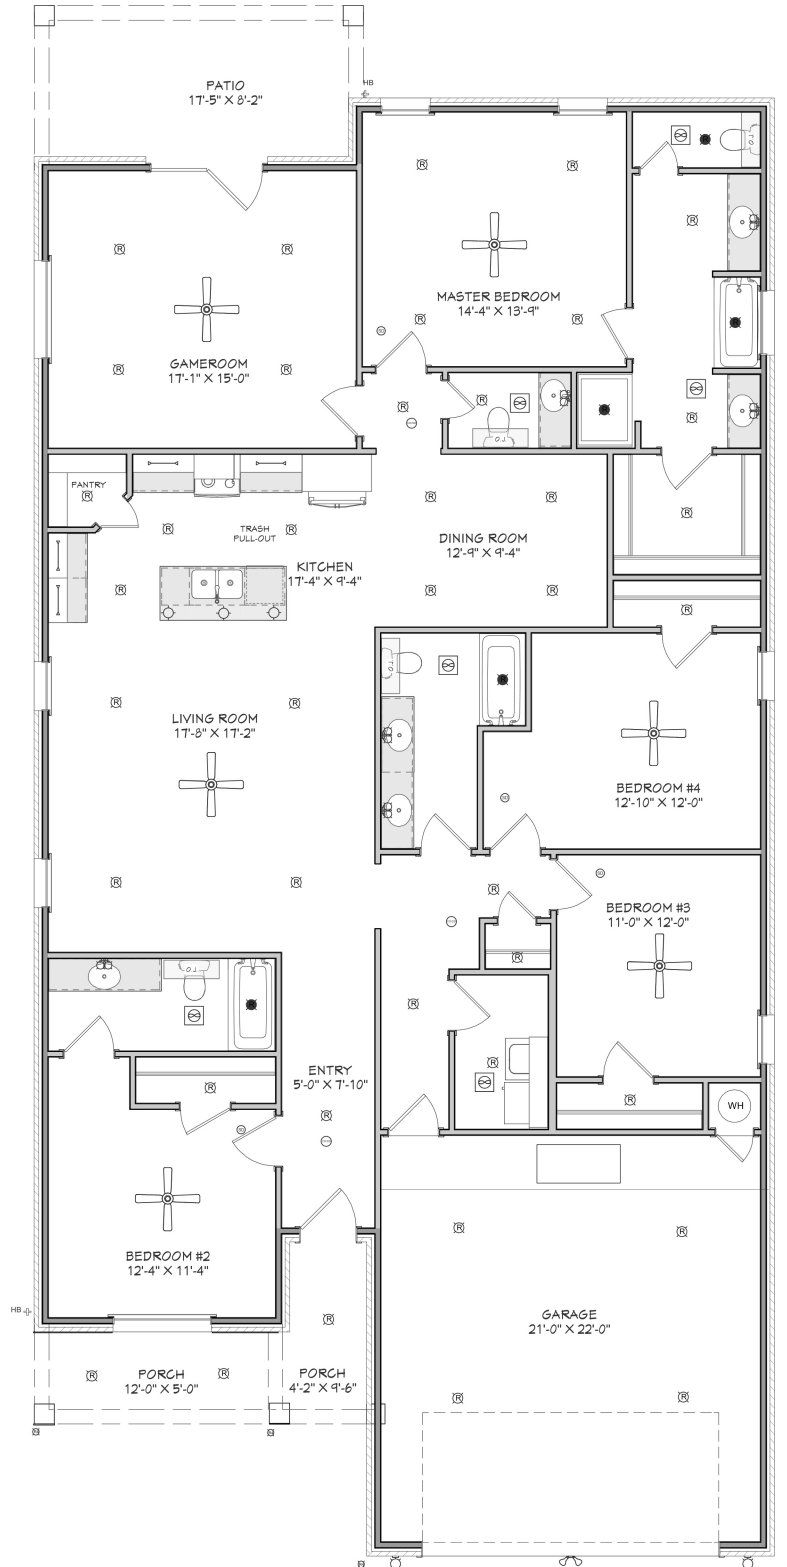 HB
PATIO
17'-5" X 8'-2"
R
R
R
R
MASTER BEDROOM
14'-4" X 13'-9"
R
R
R
SD
R
R
GAMEROOM
17'-1" X 15'-0"
R
R
R
R
R
PANTRY
R
R
R
R
TRASH
PULL-OUT
R
R
DINING ROOM
12'-9" X 9'-4"
KITCHEN
17'-4" X 9'-4"
R
R
R
R
R
R
LIVING ROOM
17'-8" X 17'-2"
BEDROOM #4
12'-10" X 12'-0"
SD
R
R
R
SD
BEDROOM #3
11'-0" X 12'-0"
R
R
ENTRY
5'-0" X 7'-10"
R
R
R
WH
R
SD
R
R
BEDROOM #2
12'-4" X 11'-4"
HB
R
GARAGE
21'-0" X 22'-0"
R
PORCH
12'-0" X 5'-0"
R
PORCH
4'-2" X 9'-6"
R
R